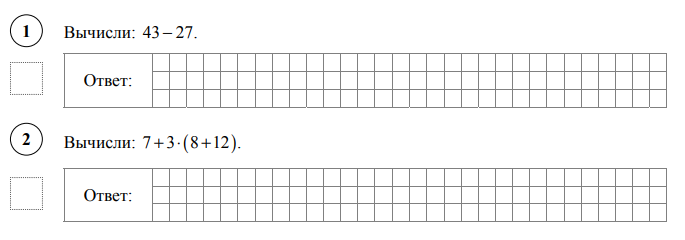 1 Вычисли: 43 − 27.
Ответ:
2 Вычисли: 7 + 3 · (8 + 12).
Ответ: